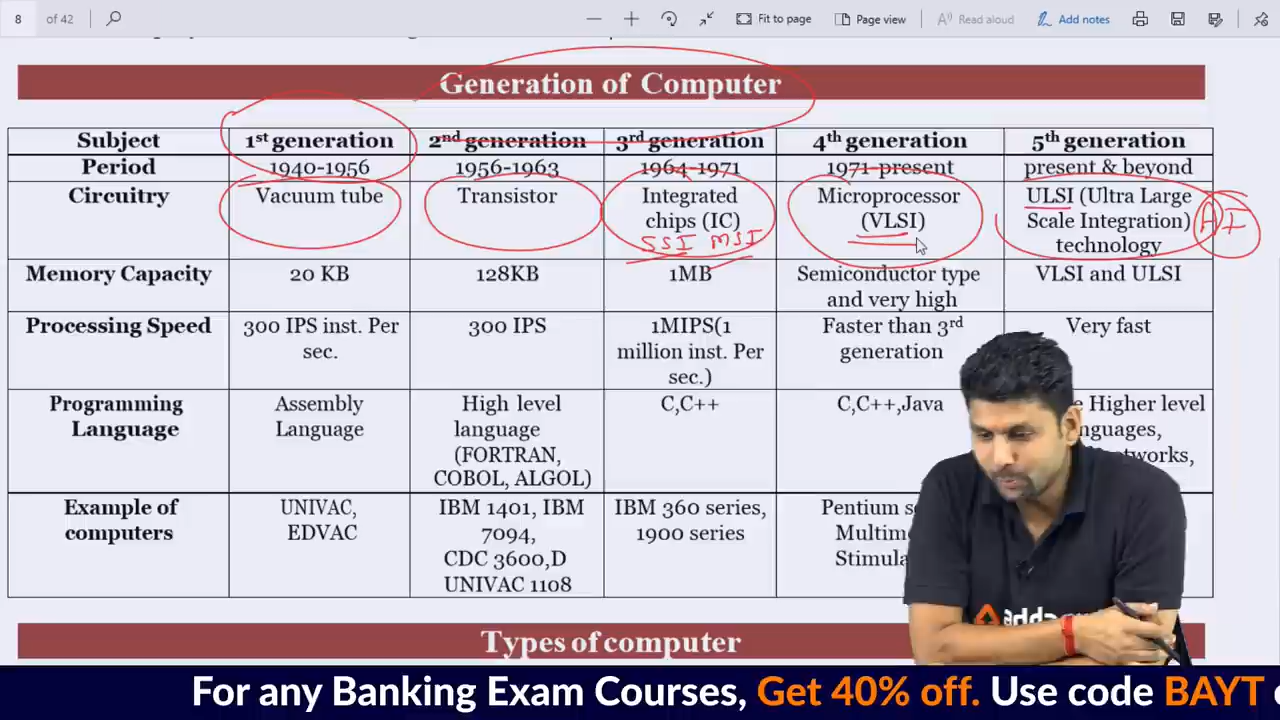 8 of 42 Fit to page Page view Read aloud Add notes
Generation of Computer
Subject 1st generation 2nd generation 3rd generation 4th generation 5th generation
Period 1940-1956 1956-1963 1964-1971 1971-present present & beyond
Circuitry Vacuum tube Transistor Integrated Microprocessor ULSI (Ultra Large
chips (IC) (VLSI) Scale Integration) AI
SSI MSI technology
Memory Capacity 20 KB 128KB 1MB Semiconductor type VLSI and ULSI
and very high
Processing Speed 300 IPS inst. Per 300 IPS 1MIPS(1 Faster than 3rd Very fast
sec. million inst. Per generation
sec.)
Programming Assembly High level C,C++ C,C++,Java Higher level
Language Language language
(FORTRAN,
COBOL, ALGOL)
Example of UNIVAC, IBM 1401, IBM IBM 360 series, Pentium
computers EDVAC 7094, 1900 series
CDC 3600,D
UNIVAC 1108
Types of computer
For any Banking Exam Courses, Get 40% off. Use code BAYT